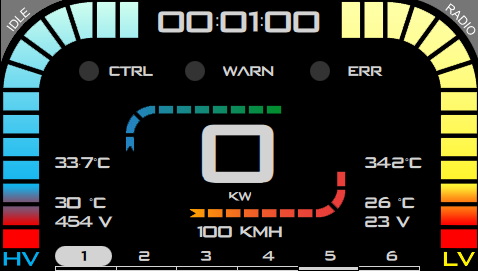 IDLE
RADIO
00:01:00
CTRL WARN ERR
0
KW
33.7°C
34.2°C
30 °C
26 °C
454 V
23 V
100 KMH
HV
LV
1 2 3 4 5 6